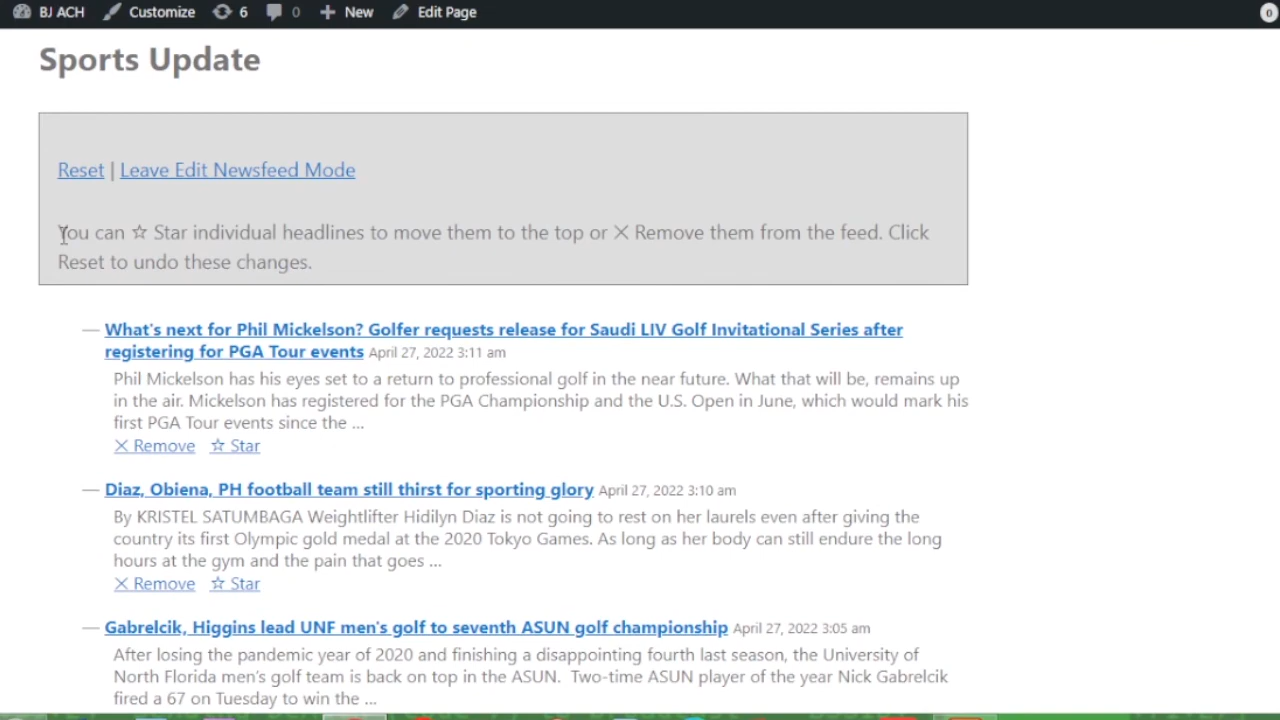 BJ ACH Customize 6 0 New Edit Page 0
Sports Update
Reset | Leave Edit Newsfeed Mode
You can ☆ Star individual headlines to move them to the top or ✕ Remove them from the feed. Click
Reset to undo these changes.
— What's next for Phil Mickelson? Golfer requests release for Saudi LIV Golf Invitational Series after
registering for PGA Tour events April 27, 2022 3:11 am
Phil Mickelson has his eyes set to a return to professional golf in the near future. What that will be, remains up
in the air. Mickelson has registered for the PGA Championship and the U.S. Open in June, which would mark his
first PGA Tour events since the ...
✕ Remove ☆ Star
— Diaz, Obiena, PH football team still thirst for sporting glory April 27, 2022 3:10 am
By KRISTEL SATUMBAGA Weightlifter Hidilyn Diaz is not going to rest on her laurels even after giving the
country its first Olympic gold medal at the 2020 Tokyo Games. As long as her body can still endure the long
hours at the gym and the pain that goes ...
✕ Remove ☆ Star
— Gabrelcik, Higgins lead UNF men's golf to seventh ASUN golf championship April 27, 2022 3:05 am
After losing the pandemic year of 2020 and finishing a disappointing fourth last season, the University of
North Florida men's golf team is back on top in the ASUN. Two-time ASUN player of the year Nick Gabrelcik
fired a 67 on Tuesday to win the ...